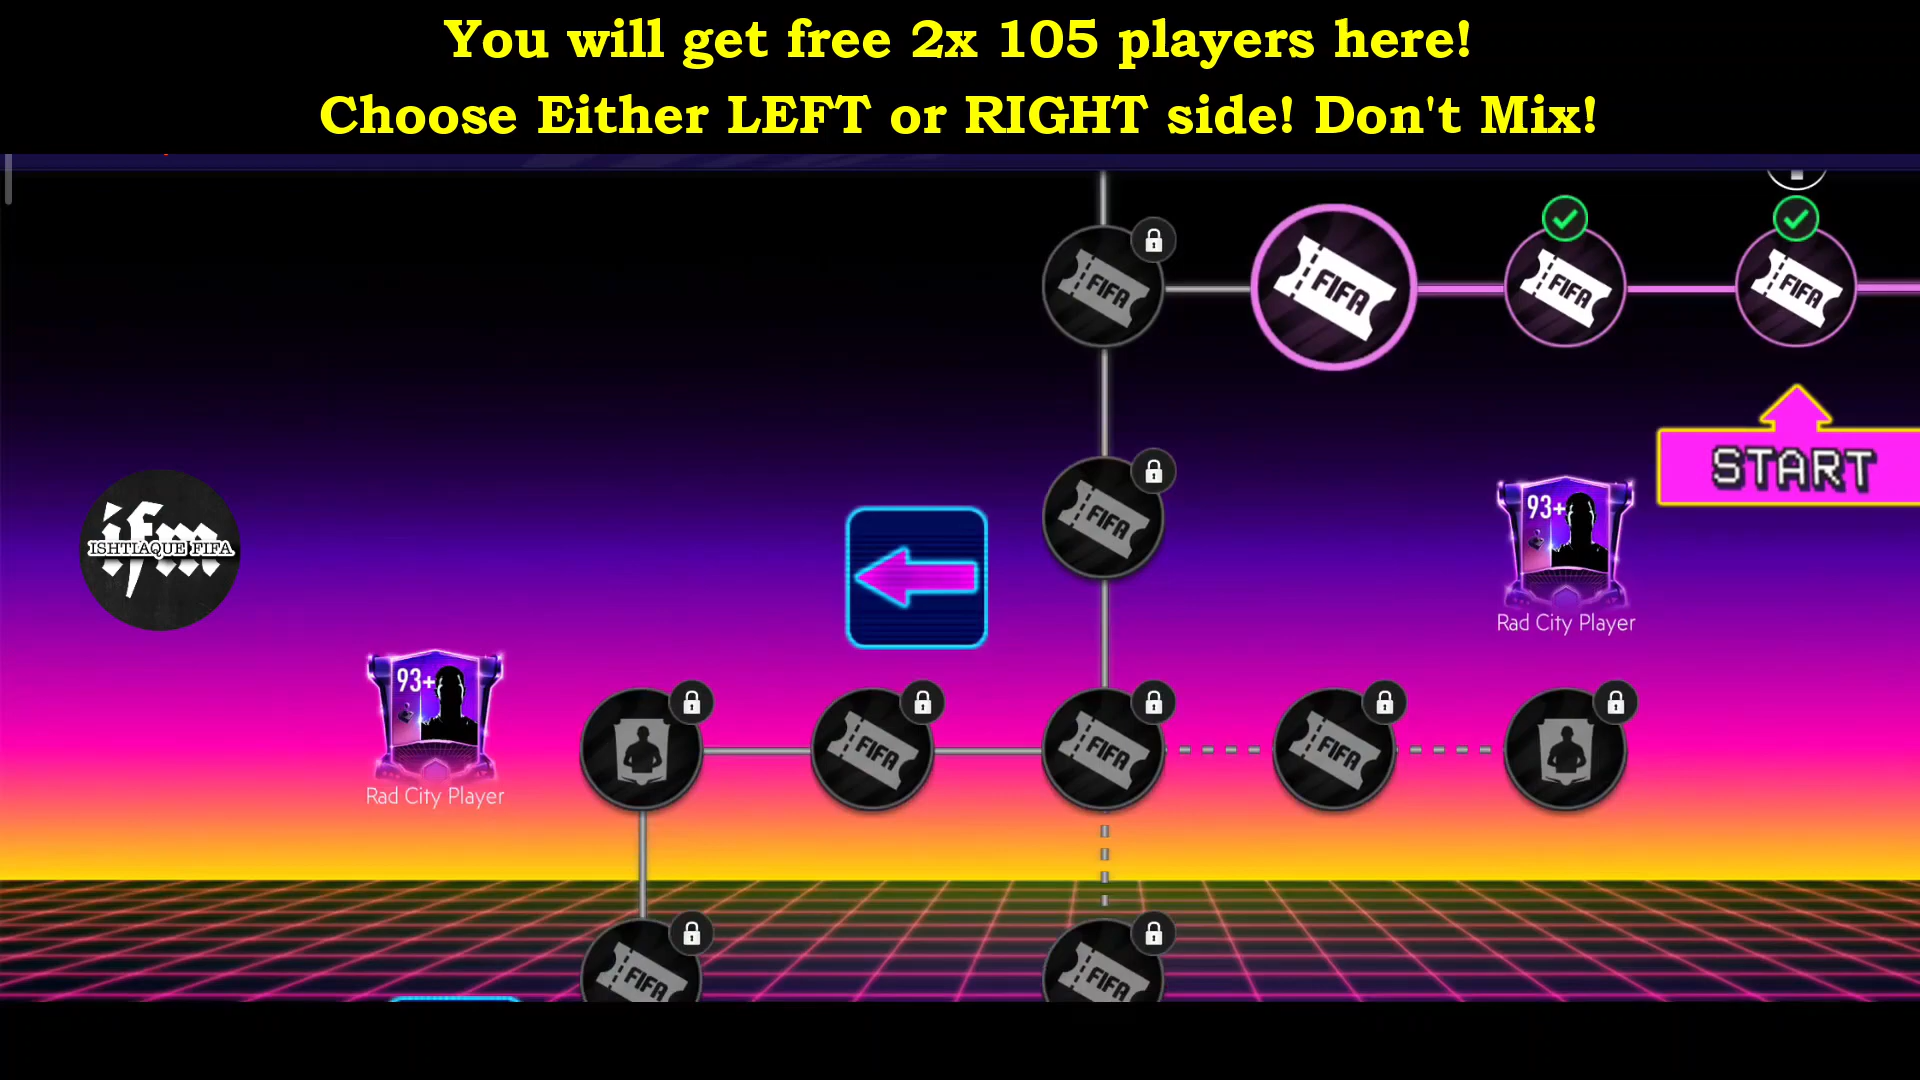 You will get free 2x 105 players here!
Choose Either LEFT or RIGHT side! Don't Mix!
FIFA
FIFA
FIFA
FIFA
START
FIFA
93+
Rad City Player
ifm
ISHTIAQUE FIFA
93+
Rad City Player
FIFA
FIFA
FIFA
FIFA
FIFA